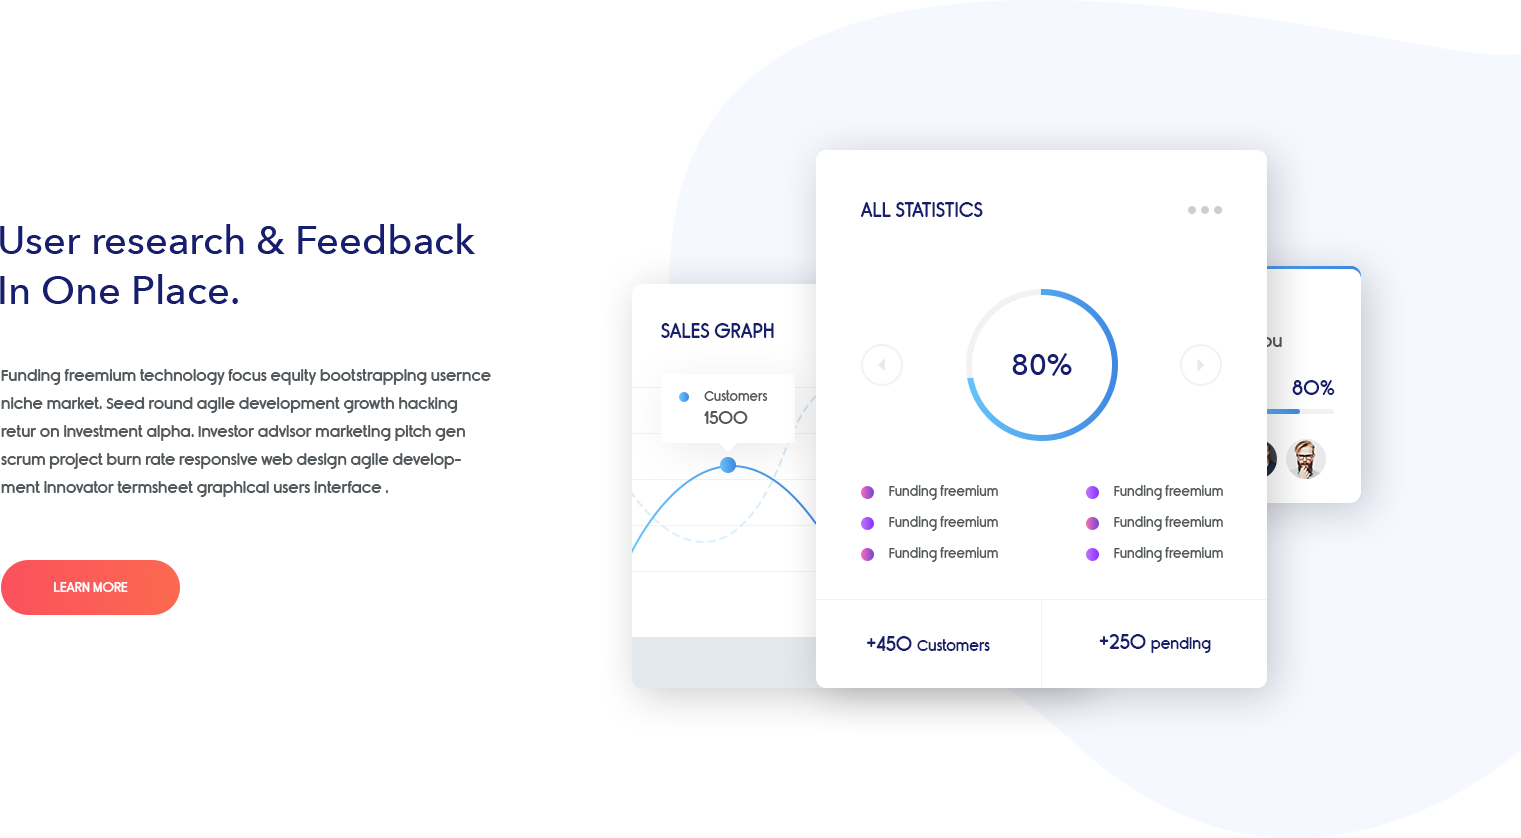 User research & Feedback
In One Place.
Funding freemium technology focus equity bootstrapping usernce
niche market. Seed round agile development growth hacking
retur on investment alpha. Investor advisor marketing pitch gen
scrum project burn rate responsive web design agile develop-
ment innovator termsheet graphical users interface .
LEARN MORE
SALES GRAPH
Customers
1500
ALL STATISTICS
80%
Funding freemium
Funding freemium
Funding freemium
Funding freemium
Funding freemium
Funding freemium
+450 Customers
+250 pending
80%